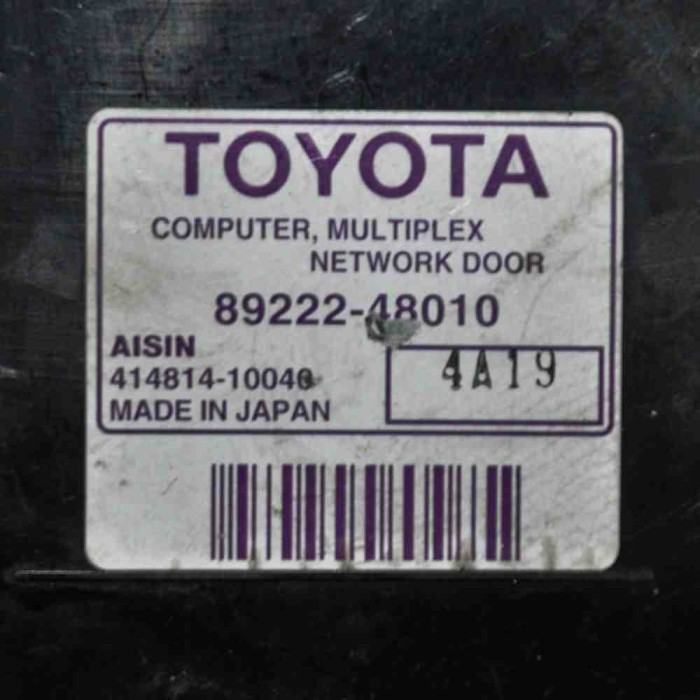 TOYOTA
COMPUTER, MULTIPLEX
NETWORK DOOR
89222-48010
AISIN
414814-10040
4A19
MADE IN JAPAN